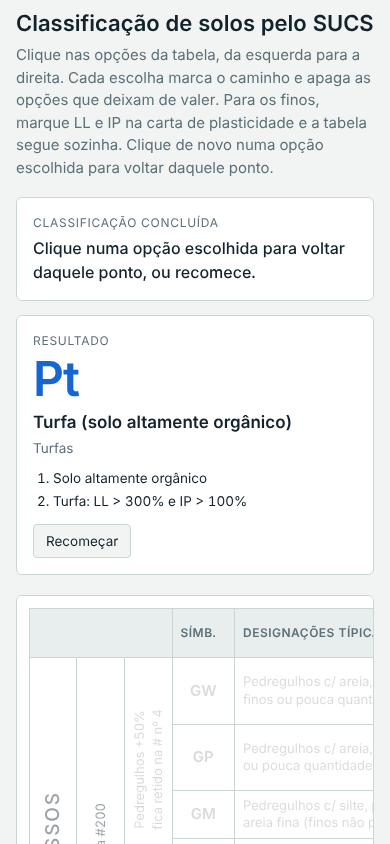 Classificação de solos pelo SUCS
Clique nas opções da tabela, da esquerda para a
direita. Cada escolha marca o caminho e apaga as
opções que deixam de valer. Para os finos,
marque LL e IP na carta de plasticidade e a tabela
segue sozinha. Clique de novo numa opção
escolhida para voltar daquele ponto.
CLASSIFICAÇÃO CONCLUÍDA
Clique numa opção escolhida para voltar
daquele ponto, ou recomece.
RESULTADO
Pt
Turfa (solo altamente orgânico)
Turfas
1. Solo altamente orgânico
2. Turfa: LL > 300% e IP > 100%
Recomeçar
SÍMB.
DESIGNAÇÕES TÍPIC
GW
Pedregulhos c/ areia,
finos ou pouca quant
GP
Pedregulhos c/ areia,
ou pouca quantidade
GM
Pedregulhos c/ silte,
areia fina (finos não p
SSOS
a #200
Pedregulhos +50%
fica retido na # nº 4